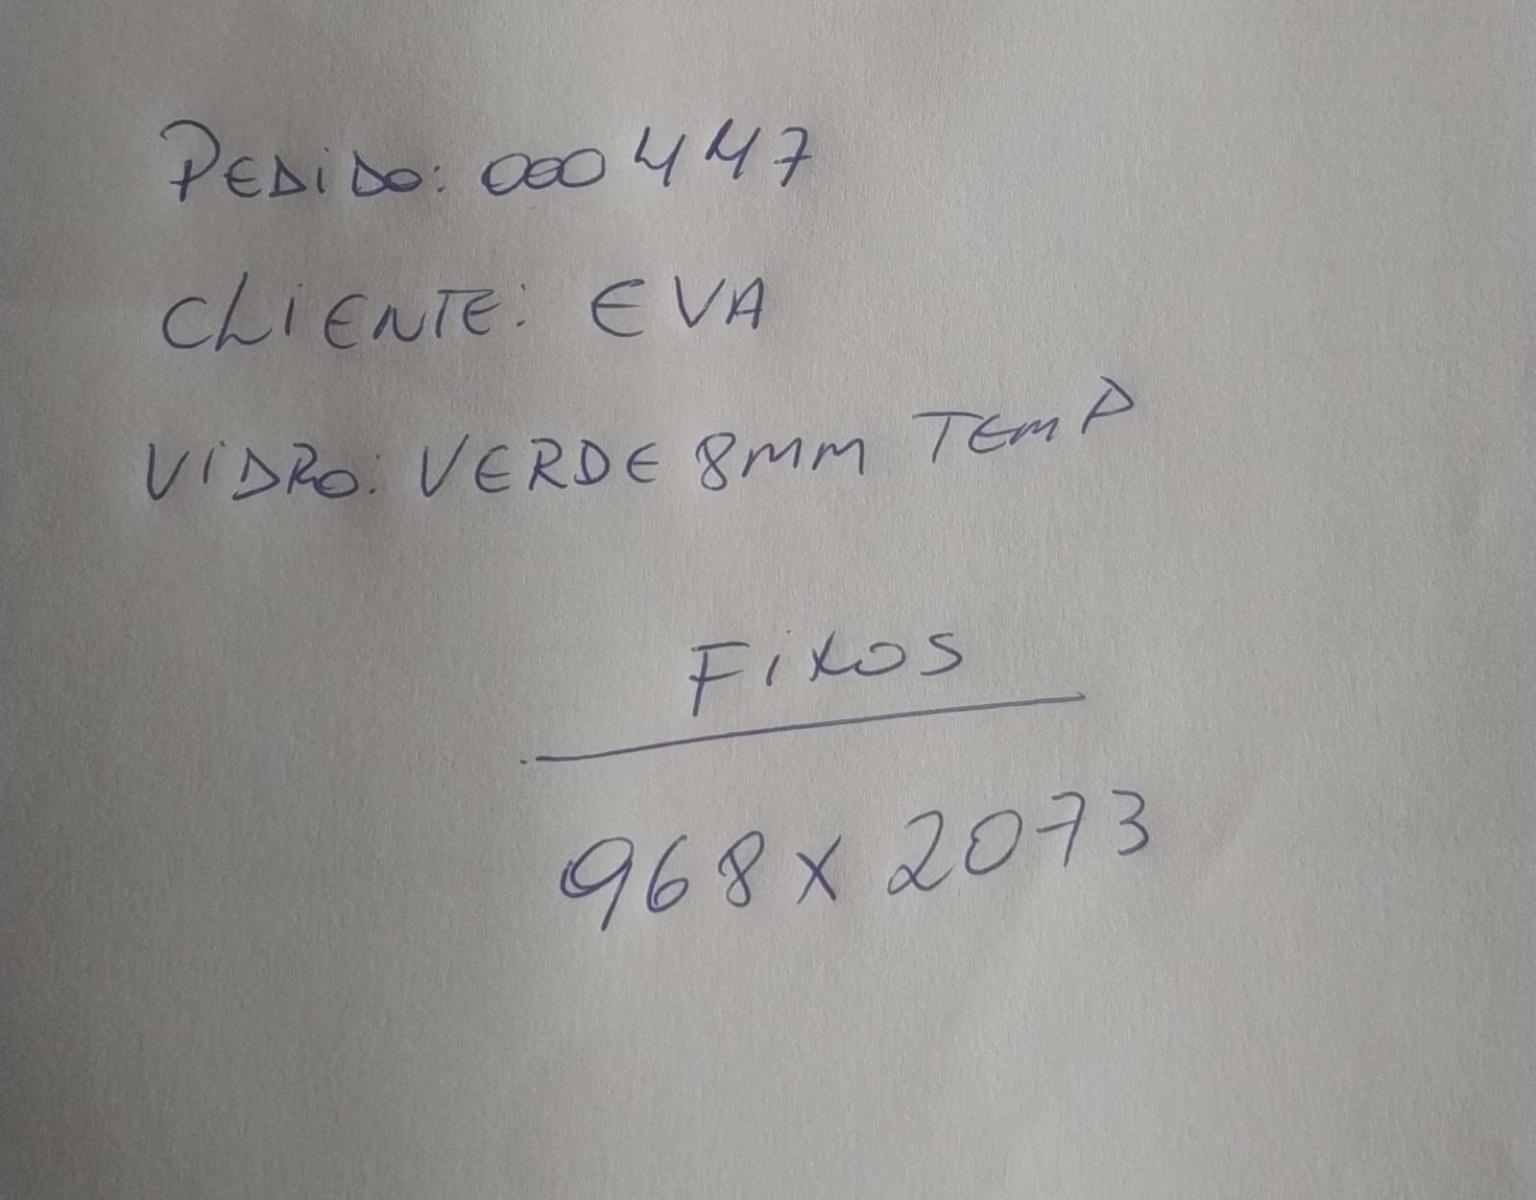 PEDIDO: 000447
CLIENTE: EVA
VIDRO: VERDE 8MM TEMP
FIXOS
968 x 2073